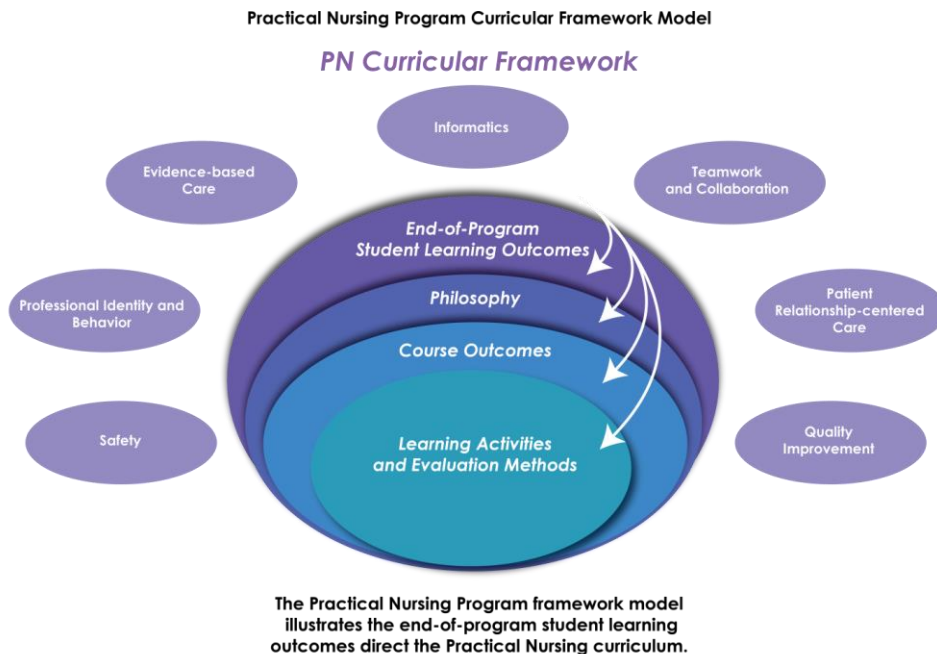 Practical Nursing Program Curricular Framework Model
PN Curricular Framework
Informatics
Evidence-based
Care
Teamwork
and Collaboration
End-of-Program
Student Learning Outcomes
Professional Identity and
Behavior
Philosophy
Patient
Relationship-centered
Care
Course Outcomes
Safety
Learning Activities
and Evaluation Methods
Quality
Improvement
The Practical Nursing Program framework model
illustrates the end-of-program student learning
outcomes direct the Practical Nursing curriculum.